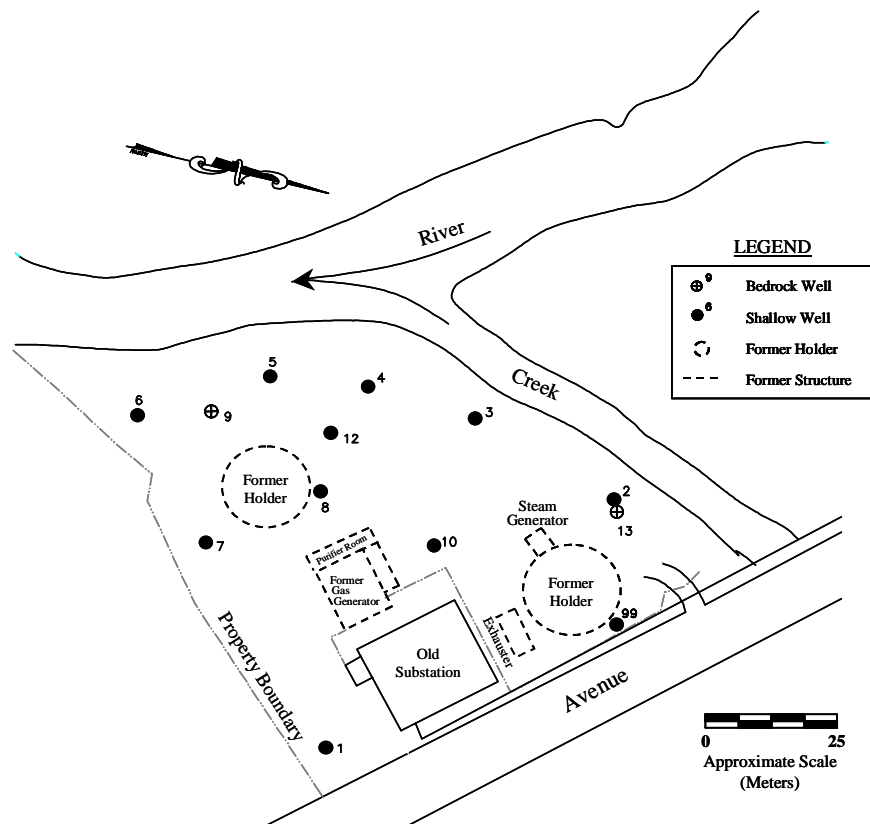 NORTH
River
LEGEND
9
Bedrock Well
6
Shallow Well
Former Holder
Former Structure
Creek
5
4
6
9
3
12
Former
Holder
8
2
13
Steam
Generator
7
10
Purifier Room
Former
Gas
Generator
Former
Holder
99
Exhauster
Property Boundary
Old
Substation
Avenue
1
0
25
Approximate Scale
(Meters)